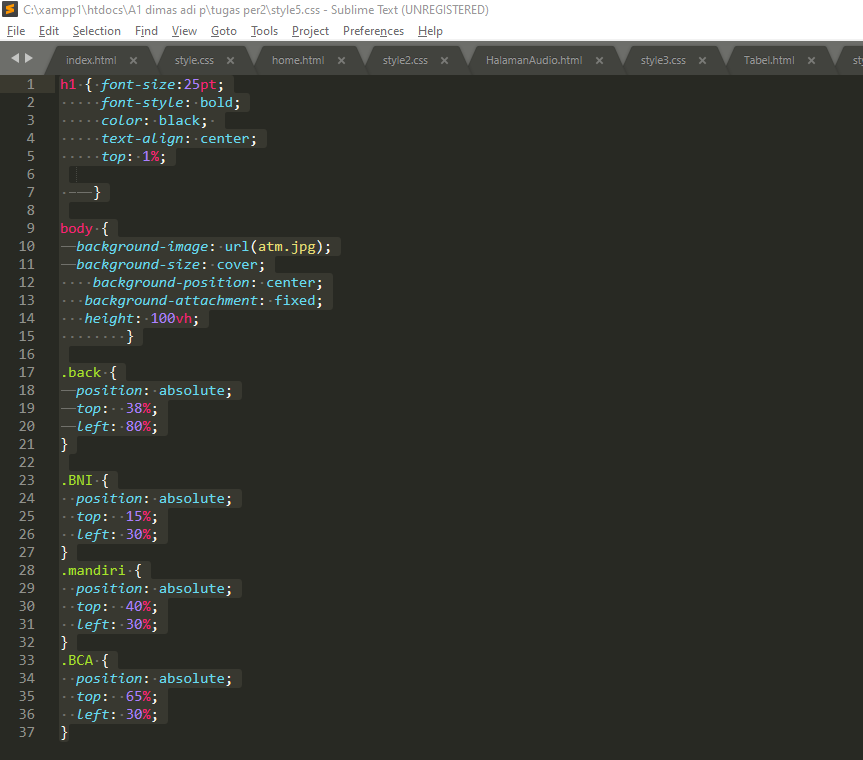 C:\xampp1\htdocs\A1 dimas adi p\tugas per2\style5.css - Sublime Text (UNREGISTERED)
File Edit Selection Find View Goto Tools Project Preferences Help
index.html × style.css × home.html × style2.css × HalamanAudio.html × style3.css × Tabel.html × sty
1 h1 { font-size:25pt;
2      font-style: bold;
3      color: black;
4      text-align: center;
5      top: 1%;
6
7     }
8
9 body {
10   background-image: url(atm.jpg);
11   background-size: cover;
12     background-position: center;
13    background-attachment: fixed;
14    height: 100vh;
15         }
16
17 .back {
18   position: absolute;
19   top:  38%;
20   left: 80%;
21 }
22
23 .BNI {
24   position: absolute;
25   top:  15%;
26   left: 30%;
27 }
28 .mandiri {
29   position: absolute;
30   top:  40%;
31   left: 30%;
32 }
33 .BCA {
34   position: absolute;
35   top:  65%;
36   left: 30%;
37 }